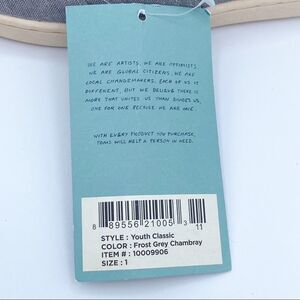 WE ARE ARTISTS. WE ARE OPTIMISTS.
WE ARE GLOBAL CITIZENS. WE ARE
LOCAL CHANGEMAKERS. EACH OF US IS
DIFFERENT, BUT WE BELIEVE THERE IS
MORE THAT UNITES US THAN DIVIDES US,
ONE FOR ONE BECAUSE WE ARE ONE.
WITH EVERY PRODUCT YOU PURCHASE,
TOMS WILL HELP A PERSON IN NEED.
8 89556 21005 3 11
STYLE : Youth Classic
COLOR : Frost Grey Chambray
ITEM # : 10009906
SIZE : 1